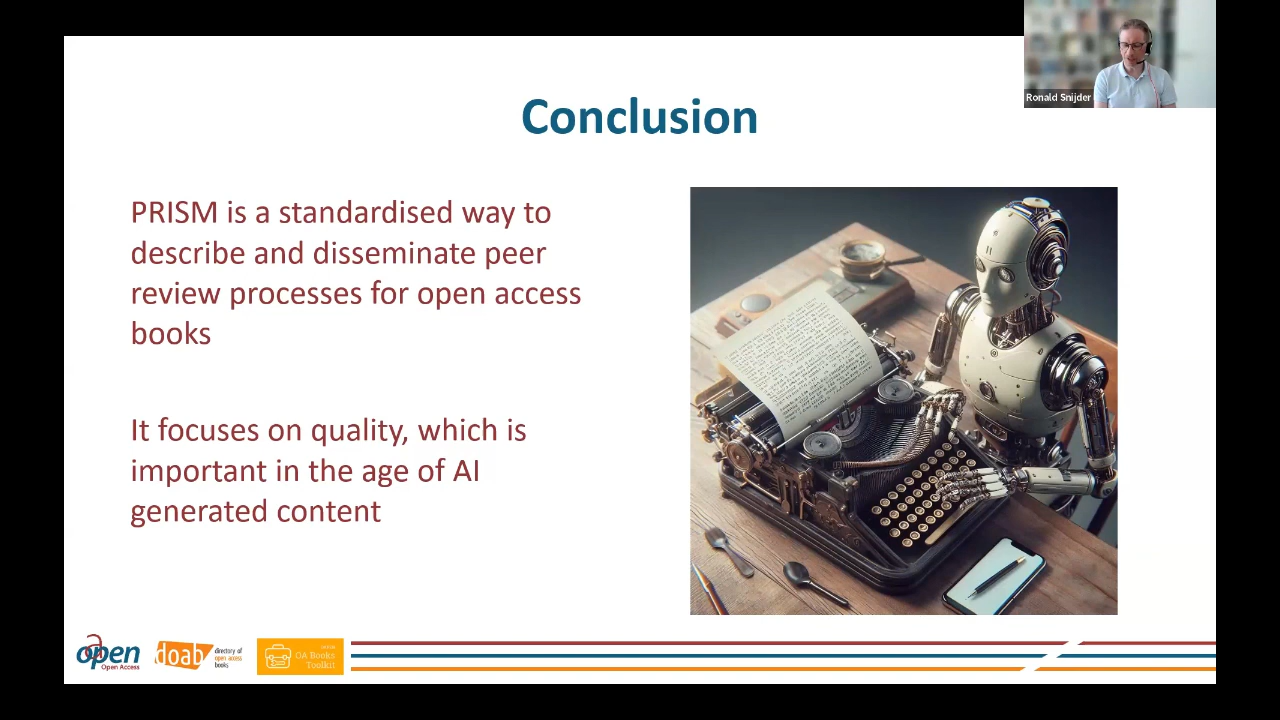 Ronald Snijder
Conclusion
PRISM is a standardised way to
describe and disseminate peer
review processes for open access
books
It focuses on quality, which is
important in the age of AI
generated content
open
Open Access
doab
directory of
open access
books
OA Books
Toolkit